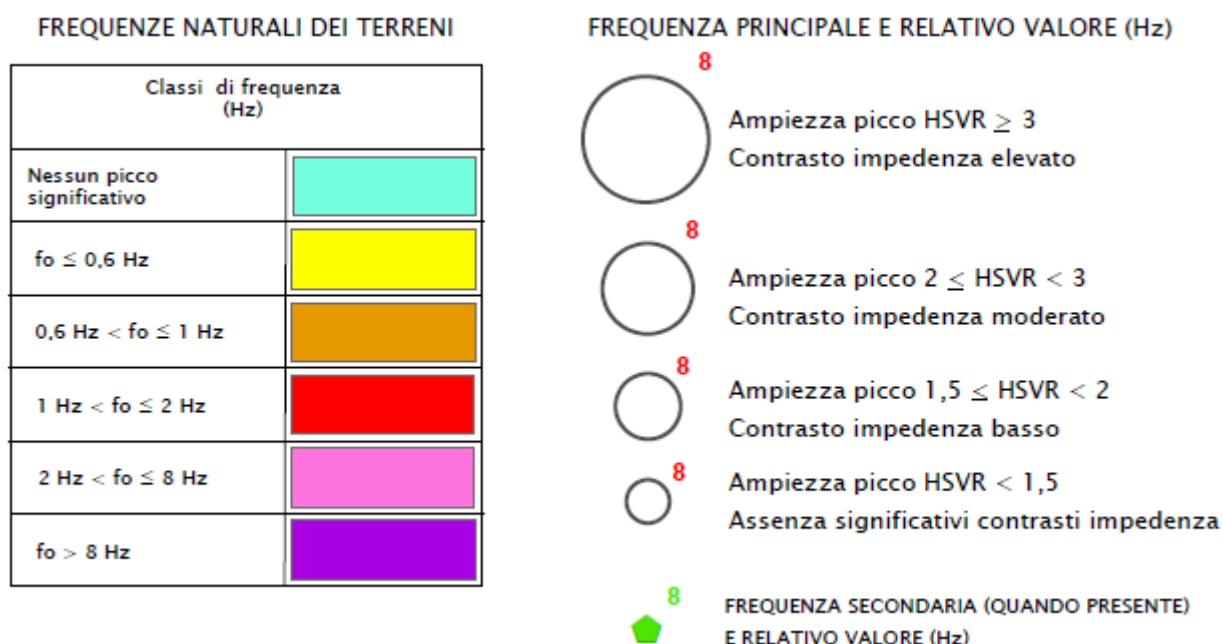 FREQUENZE NATURALI DEI TERRENI
Classi di frequenza
(Hz)
Nessun picco
significativo
fo ≤ 0,6 Hz
0,6 Hz < fo ≤ 1 Hz
1 Hz < fo ≤ 2 Hz
2 Hz < fo ≤ 8 Hz
fo > 8 Hz
FREQUENZA PRINCIPALE E RELATIVO VALORE (Hz)
8
Ampiezza picco HSVR ≥ 3
Contrasto impedenza elevato
8
Ampiezza picco 2 ≤ HSVR < 3
Contrasto impedenza moderato
8
Ampiezza picco 1,5 ≤ HSVR < 2
Contrasto impedenza basso
8
Ampiezza picco HSVR < 1,5
Assenza significativi contrasti impedenza
8
FREQUENZA SECONDARIA (QUANDO PRESENTE)
E RELATIVO VALORE (Hz)